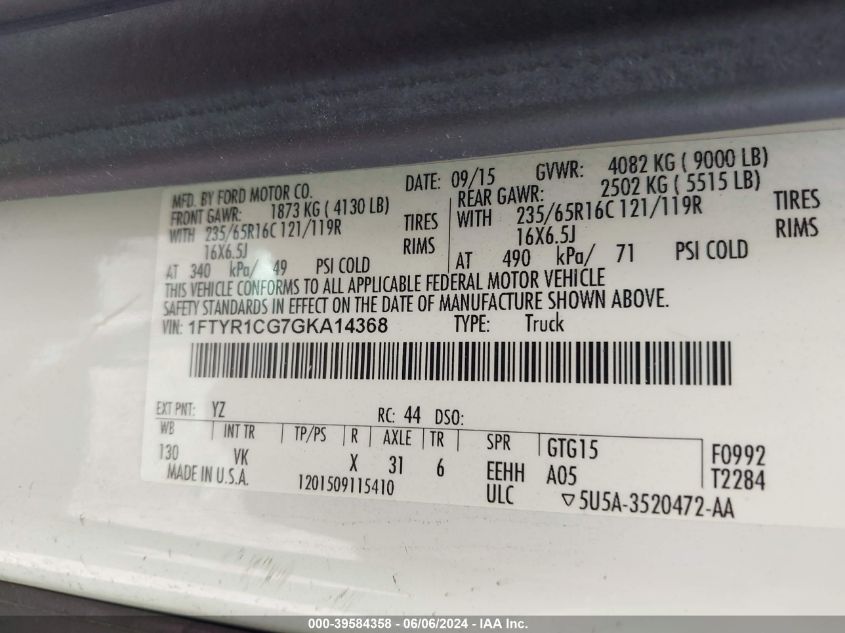 MFD. BY FORD MOTOR CO. DATE: 09/15 GVWR: 4082 KG ( 9000 LB)
FRONT GAWR: 1873 KG ( 4130 LB) REAR GAWR: 2502 KG ( 5515 LB)
WITH 235/65R16C 121/119R TIRES WITH 235/65R16C 121/119R TIRES
16X6.5J RIMS 16X6.5J RIMS
AT 340 kPa/ 49 PSI COLD AT 490 kPa/ 71 PSI COLD
THIS VEHICLE CONFORMS TO ALL APPLICABLE FEDERAL MOTOR VEHICLE
SAFETY STANDARDS IN EFFECT ON THE DATE OF MANUFACTURE SHOWN ABOVE.
VIN: 1FTYR1CG7GKA14368 TYPE: Truck
EXT PNT: YZ RC: 44 DSO:
WB INT TR TP/PS R AXLE TR SPR GTG15 F0992
130 VK X 31 6 EEHH A05 T2284
MADE IN U.S.A. 1201509115410 ULC ▽5U5A-3520472-AA
000-39584358 - 06/06/2024 - IAA Inc.